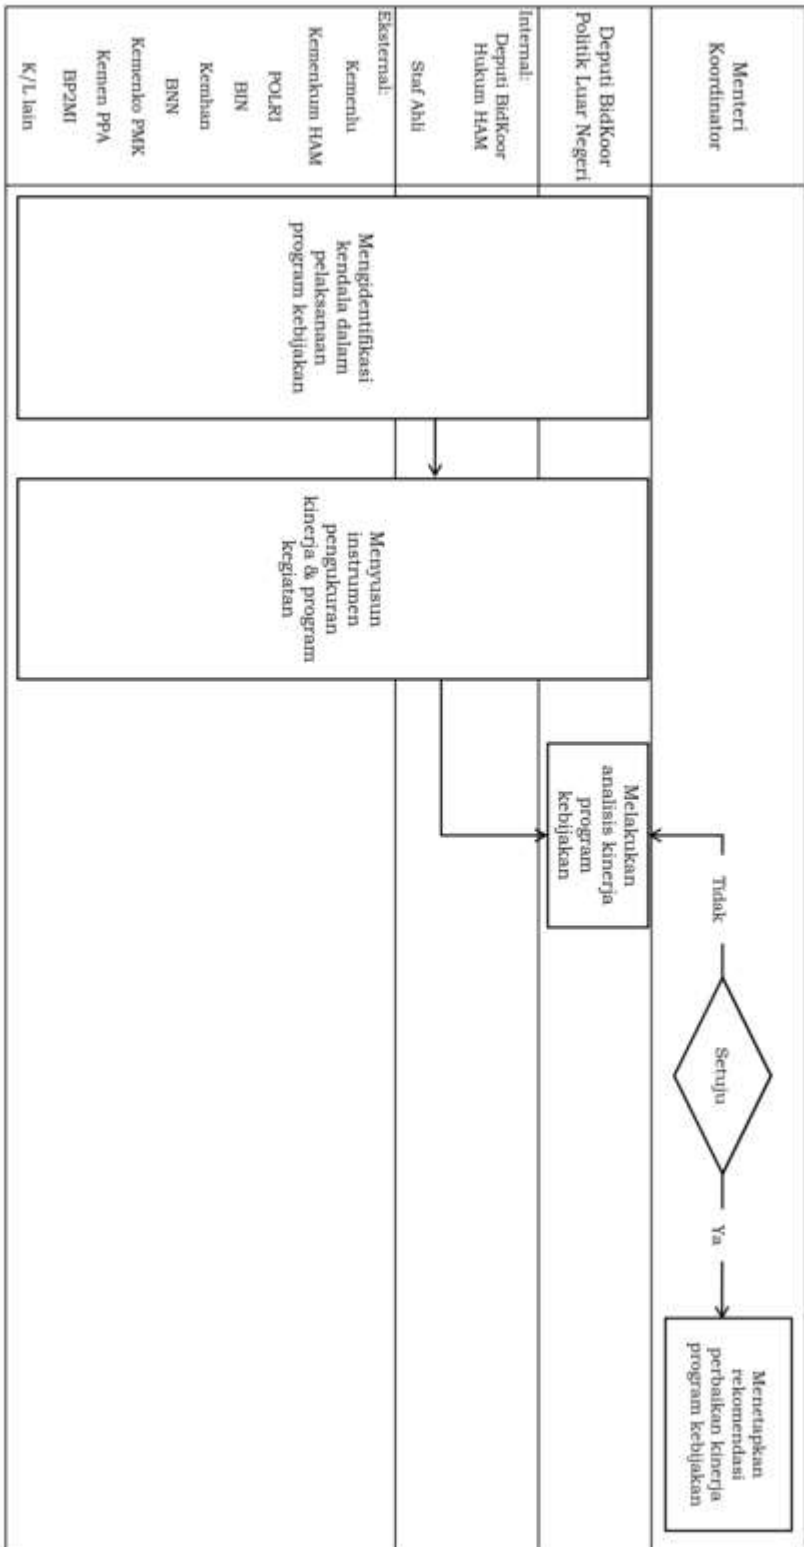 Menteri
Koordinator
Deputi BidKoor
Politik Luar Negeri
Internal:
Deputi BidKoor
Hukum HAM
Staf Ahli
Eksternal:
Kemenlu
Kemenkum HAM
POLRI
BIN
Kemhan
BNN
Kemenko PMK
Kemen PPA
BP2MI
K/L lain
Mengidentifikasi
kendala dalam
pelaksanaan
program kebijakan
Menyusun
instrumen
pengukuran
kinerja & program
kegiatan
Melakukan
analisis kinerja
program
kebijakan
Tidak
Setuju
Ya
Menetapkan
rekomendasi
perbaikan kinerja
program kebijakan